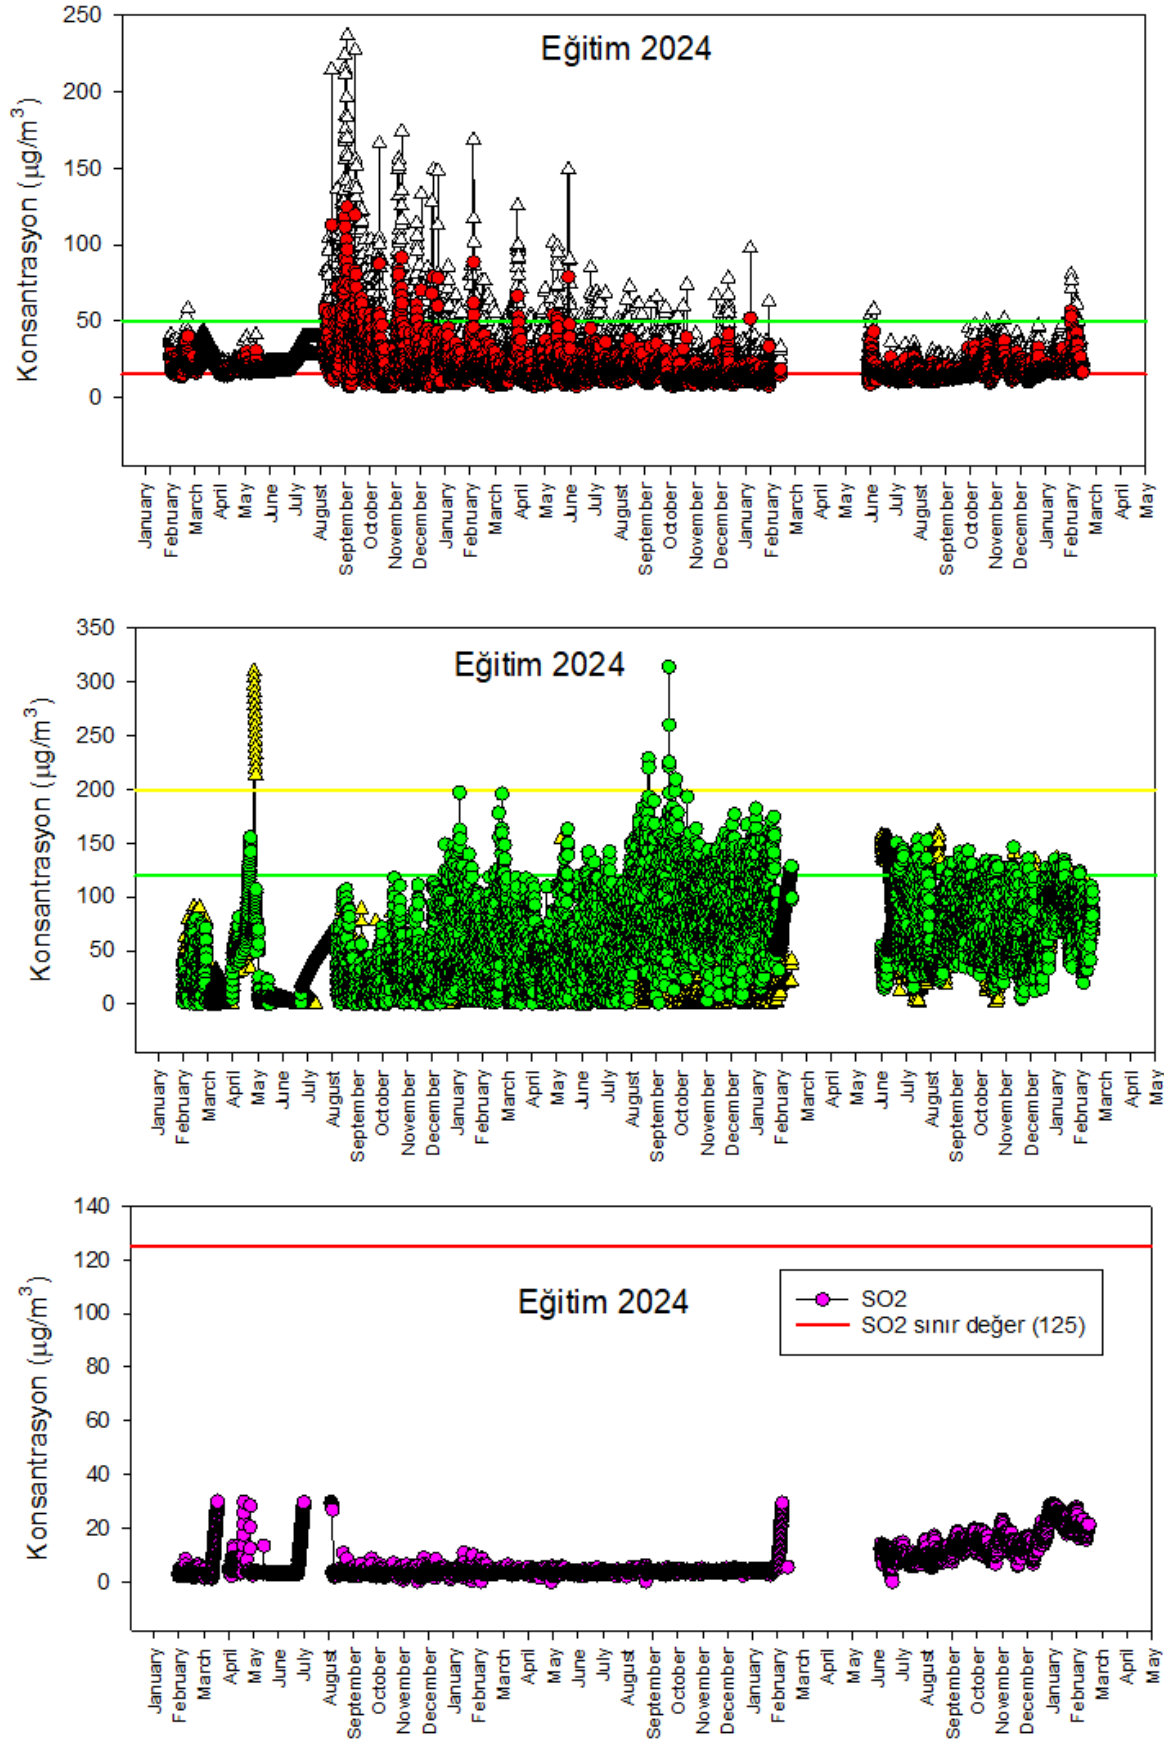 Eğitim 2024
Konsantrasyon (µg/m³)
250
200
150
100
50
0
January
February
March
April
May
June
July
August
September
October
November
December
January
February
March
April
May
June
July
August
September
October
November
December
January
February
March
April
May
June
July
August
September
October
November
December
January
February
March
April
May
Eğitim 2024
Konsantrasyon (µg/m³)
350
300
250
200
150
100
50
0
January
February
March
April
May
June
July
August
September
October
November
December
January
February
March
April
May
June
July
August
September
October
November
December
January
February
March
April
May
June
July
August
September
October
November
December
January
February
March
April
May
Eğitim 2024
Konsantrasyon (µg/m³)
140
120
100
80
60
40
20
0
SO2
SO2 sınır değer (125)
January
February
March
April
May
June
July
August
September
October
November
December
January
February
March
April
May
June
July
August
September
October
November
December
January
February
March
April
May
June
July
August
September
October
November
December
January
February
March
April
May